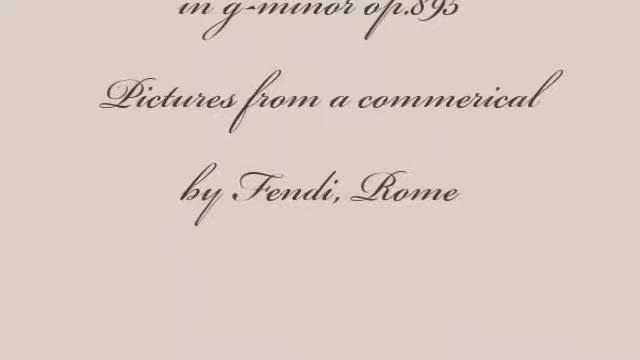 in g-minor op.895
Pictures from a commerical
by Fendi, Rome